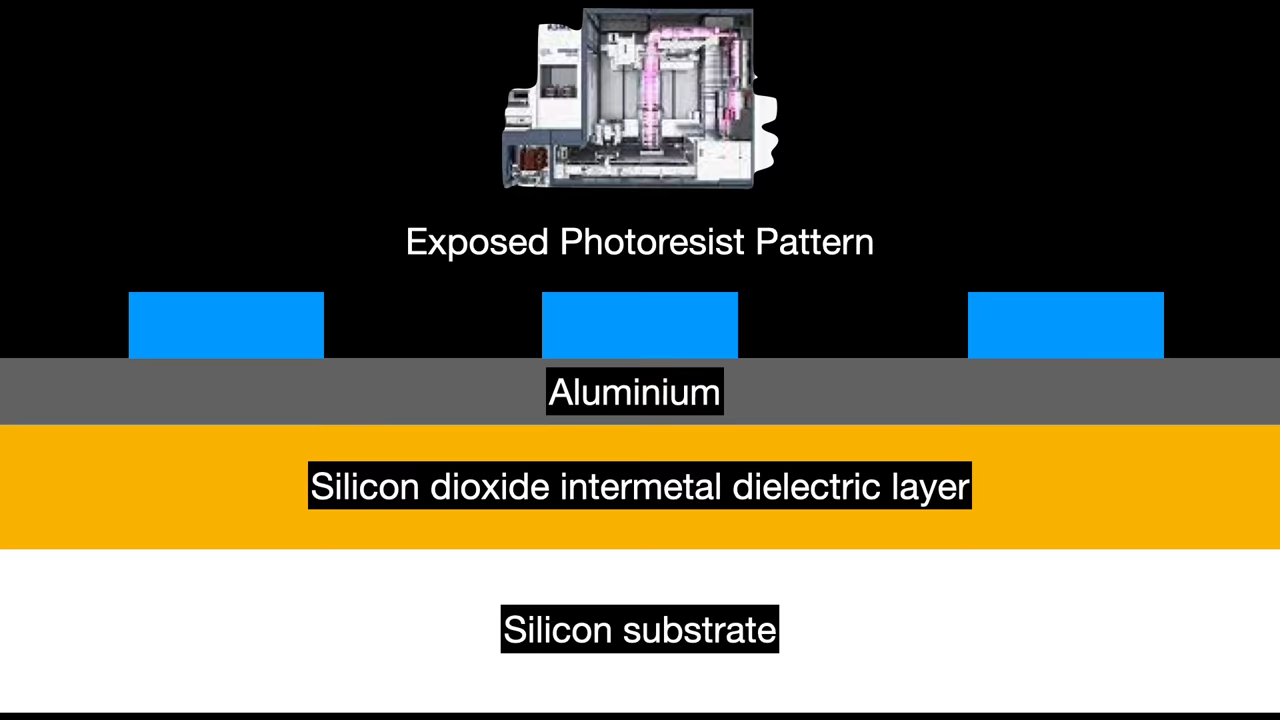 Exposed Photoresist Pattern
Aluminium
Silicon dioxide intermetal dielectric layer
Silicon substrate